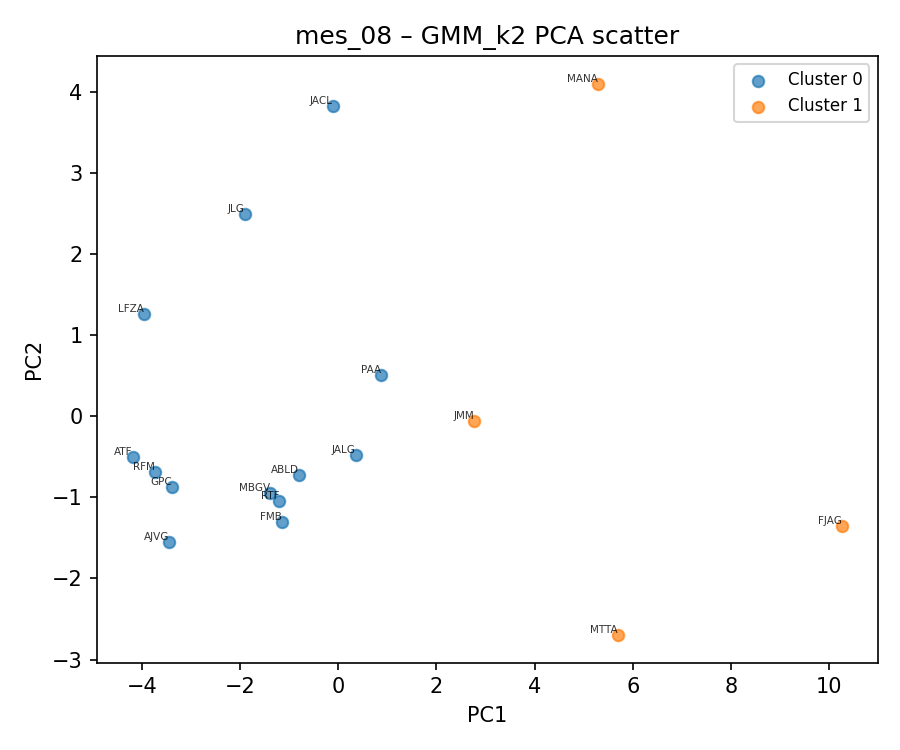 mes_08 – GMM_k2 PCA scatter
Cluster 0
Cluster 1
MANA
JACL
JLG
LFZA
PAA
JMM
JALG
ATF
RFM
GPC
ABLD
MBGV
RTF
FMB
AJVG
FJAG
MTTA
4
3
2
1
0
−1
−2
−3
PC2
−4
−2
0
2
4
6
8
10
PC1